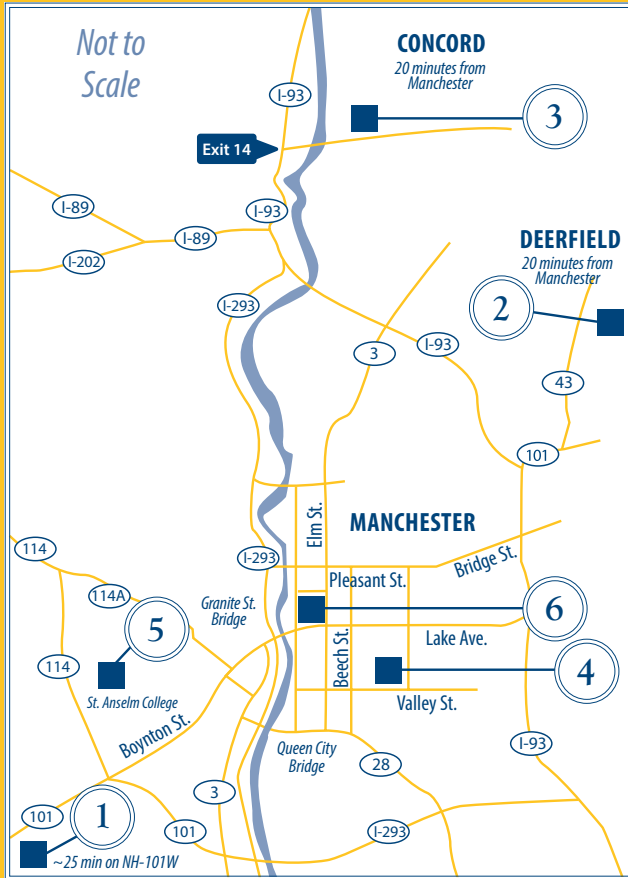 Not to
Scale
CONCORD
20 minutes from
Manchester
I-93
3
Exit 14
I-89
I-93
I-89
I-202
DEERFIELD
20 minutes from
Manchester
2
I-293
3
I-93
43
101
Elm St.
MANCHESTER
114
I-293
Bridge St.
Pleasant St.
114A
Granite St.
Bridge
6
5
Beech St.
Lake Ave.
114
4
St. Anselm College
Valley St.
Boynton St.
Queen City
Bridge
I-93
28
3
1
101
101
I-293
~25 min on NH-101W